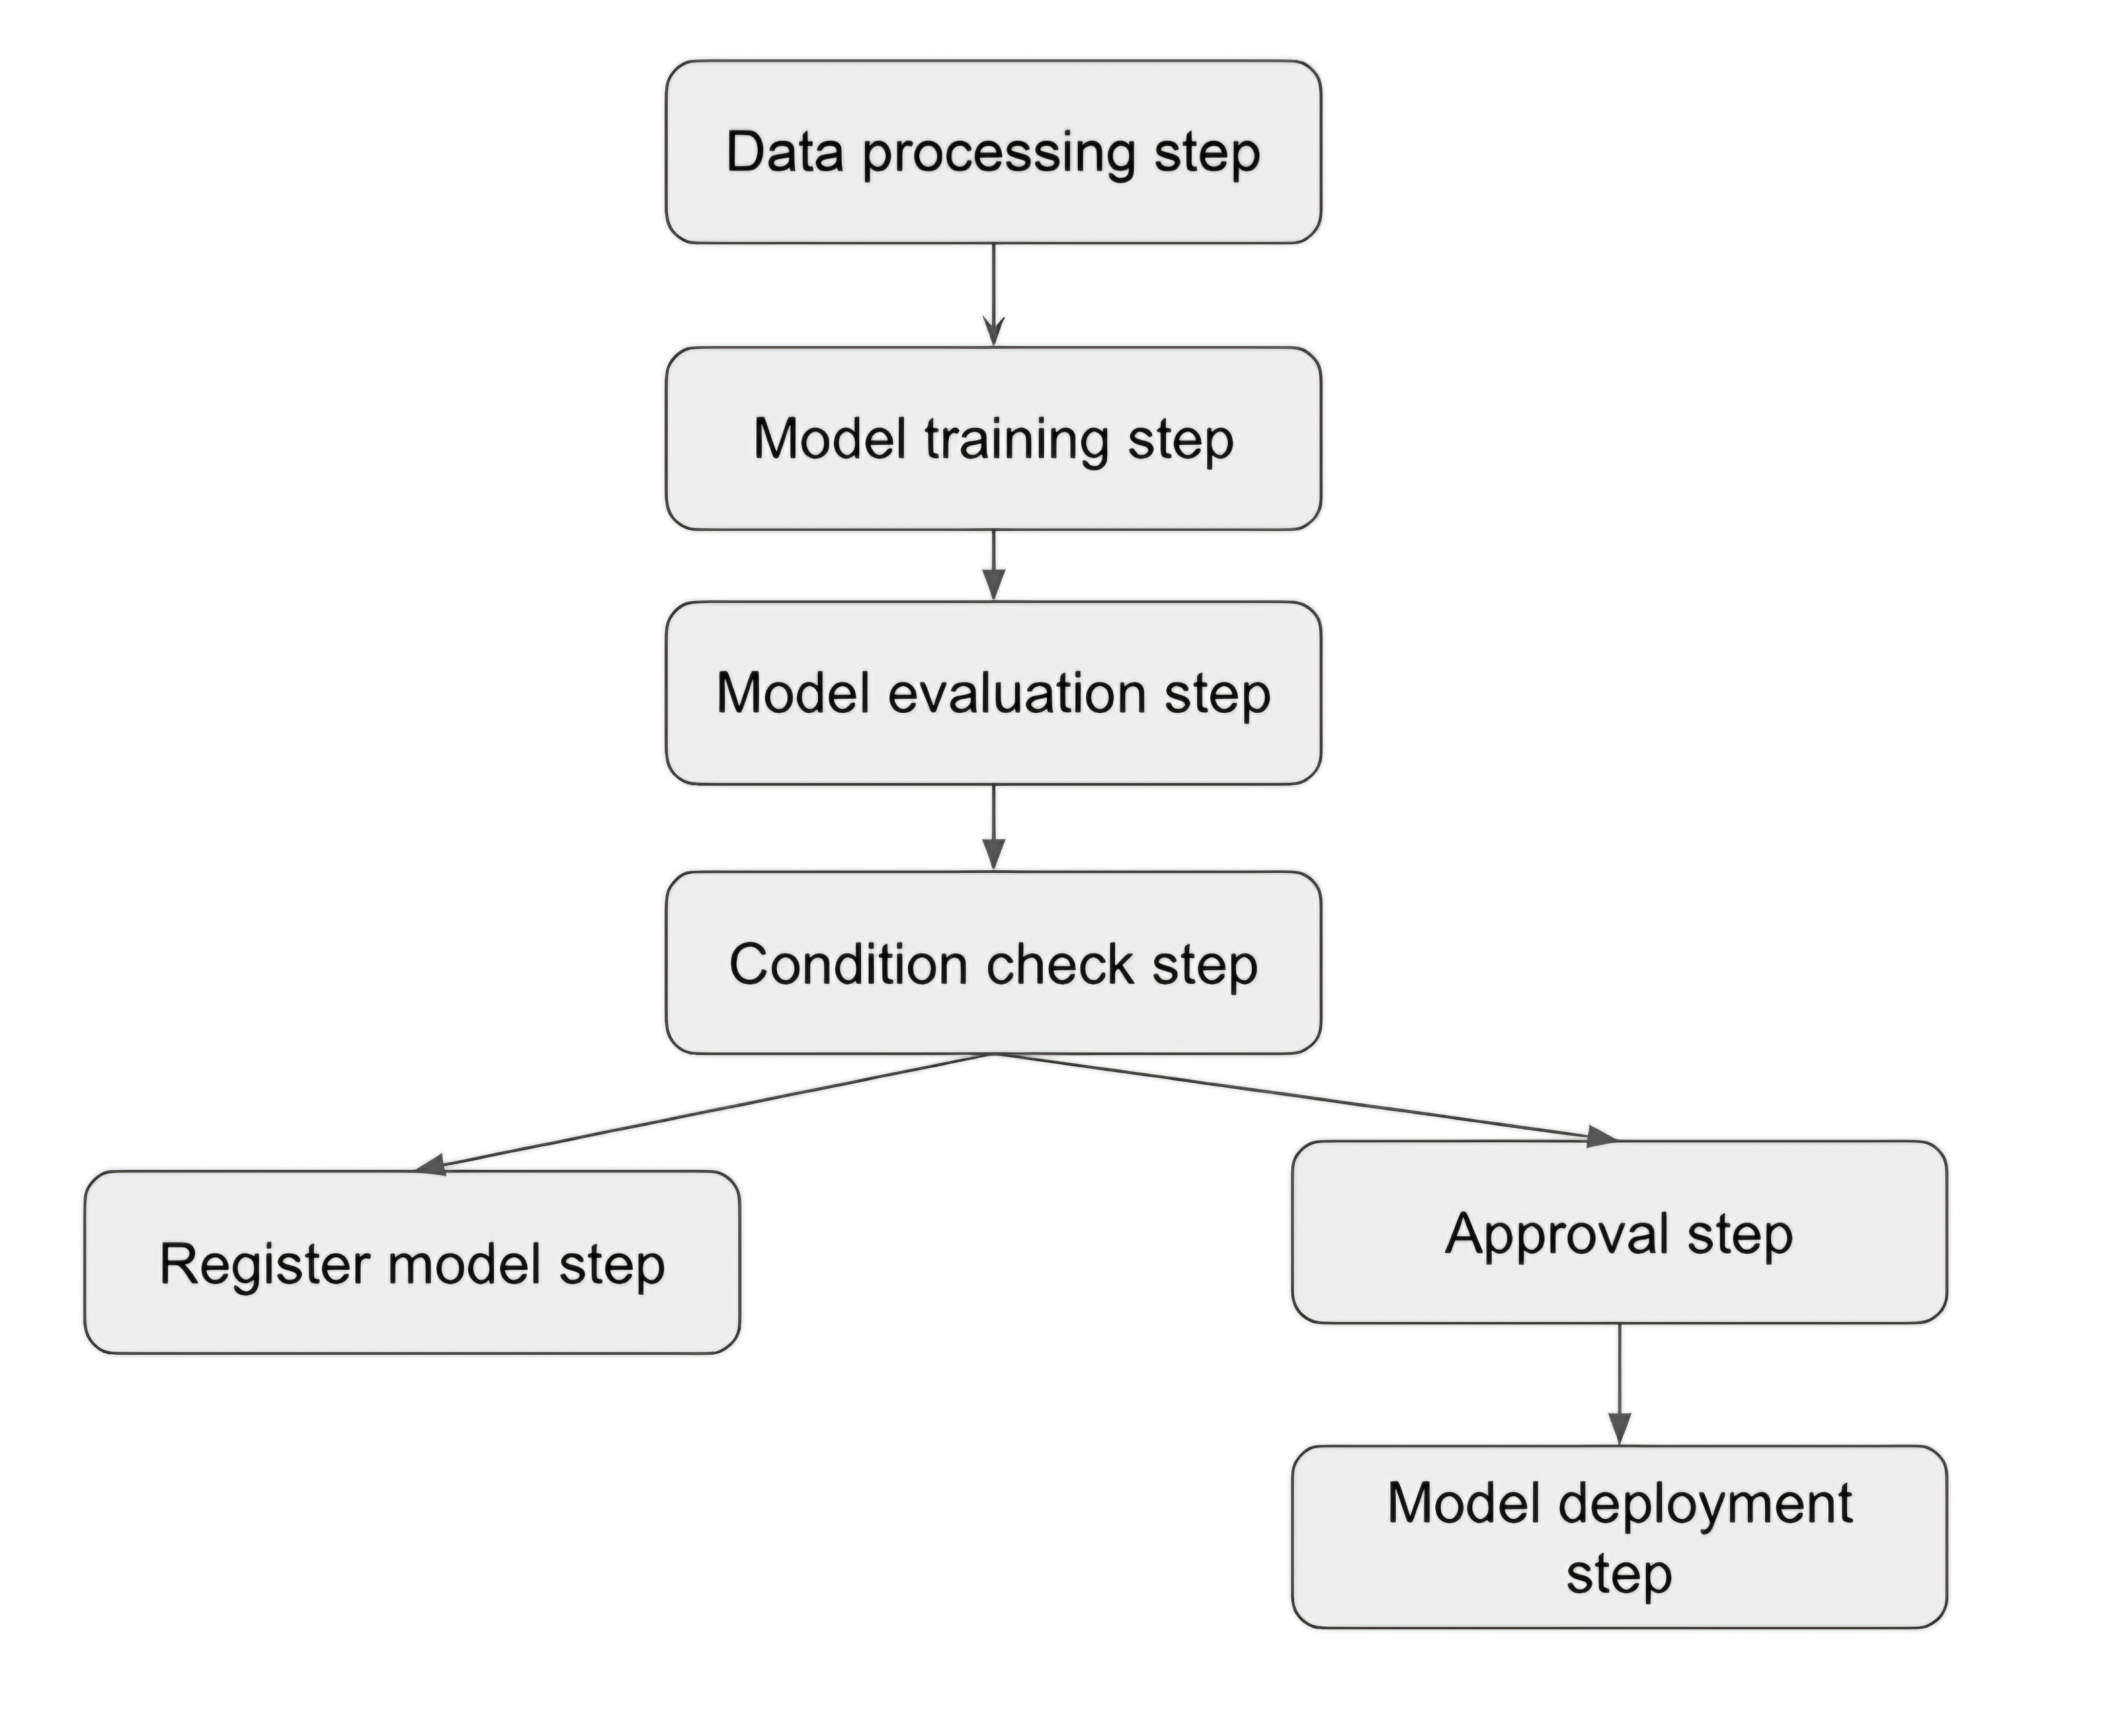 Data processing step
Model training step
Model evaluation step
Condition check step
Register model step
Approval step
Model deployment
step